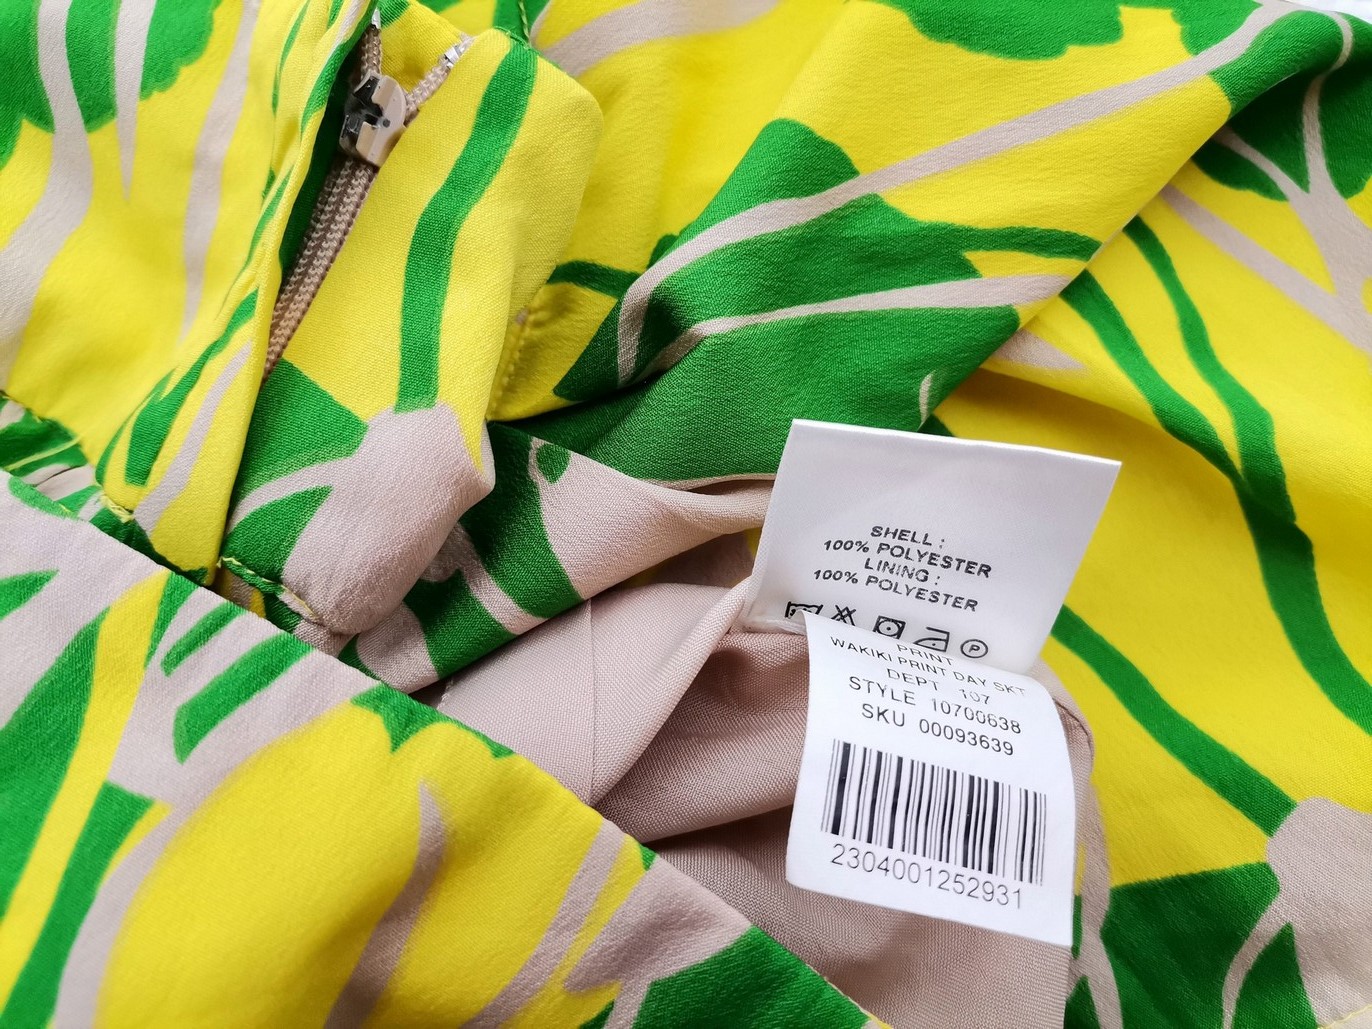 SHELL :
100% POLYESTER
LINING :
100% POLYESTER
PRINT
WAKIKI PRINT DAY SKT
DEPT 107
STYLE 10700638
SKU 00093639
2304001252931